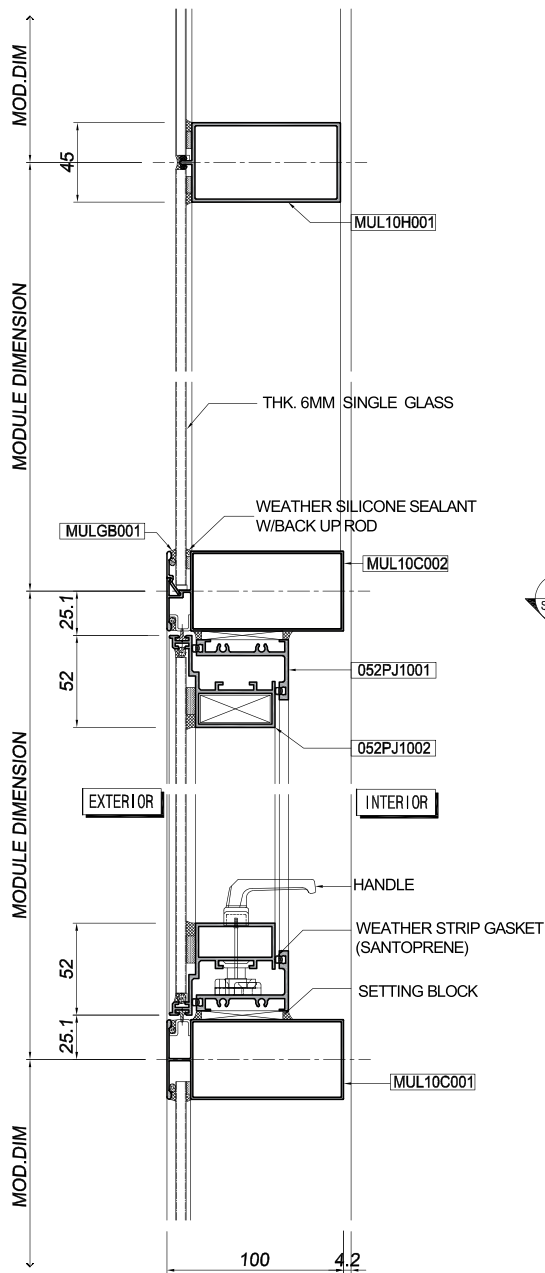 MOD.DIM
45
MUL10H001
MODULE DIMENSION
THK. 6MM SINGLE GLASS
WEATHER SILICONE SEALANT
W/BACK UP ROD
MULGB001
MUL10C002
25.1
052PJ1001
52
052PJ1002
MODULE DIMENSION
EXTERIOR
INTERIOR
HANDLE
WEATHER STRIP GASKET
(SANTOPRENE)
52
SETTING BLOCK
25.1
MUL10C001
MOD.DIM
100
4.2